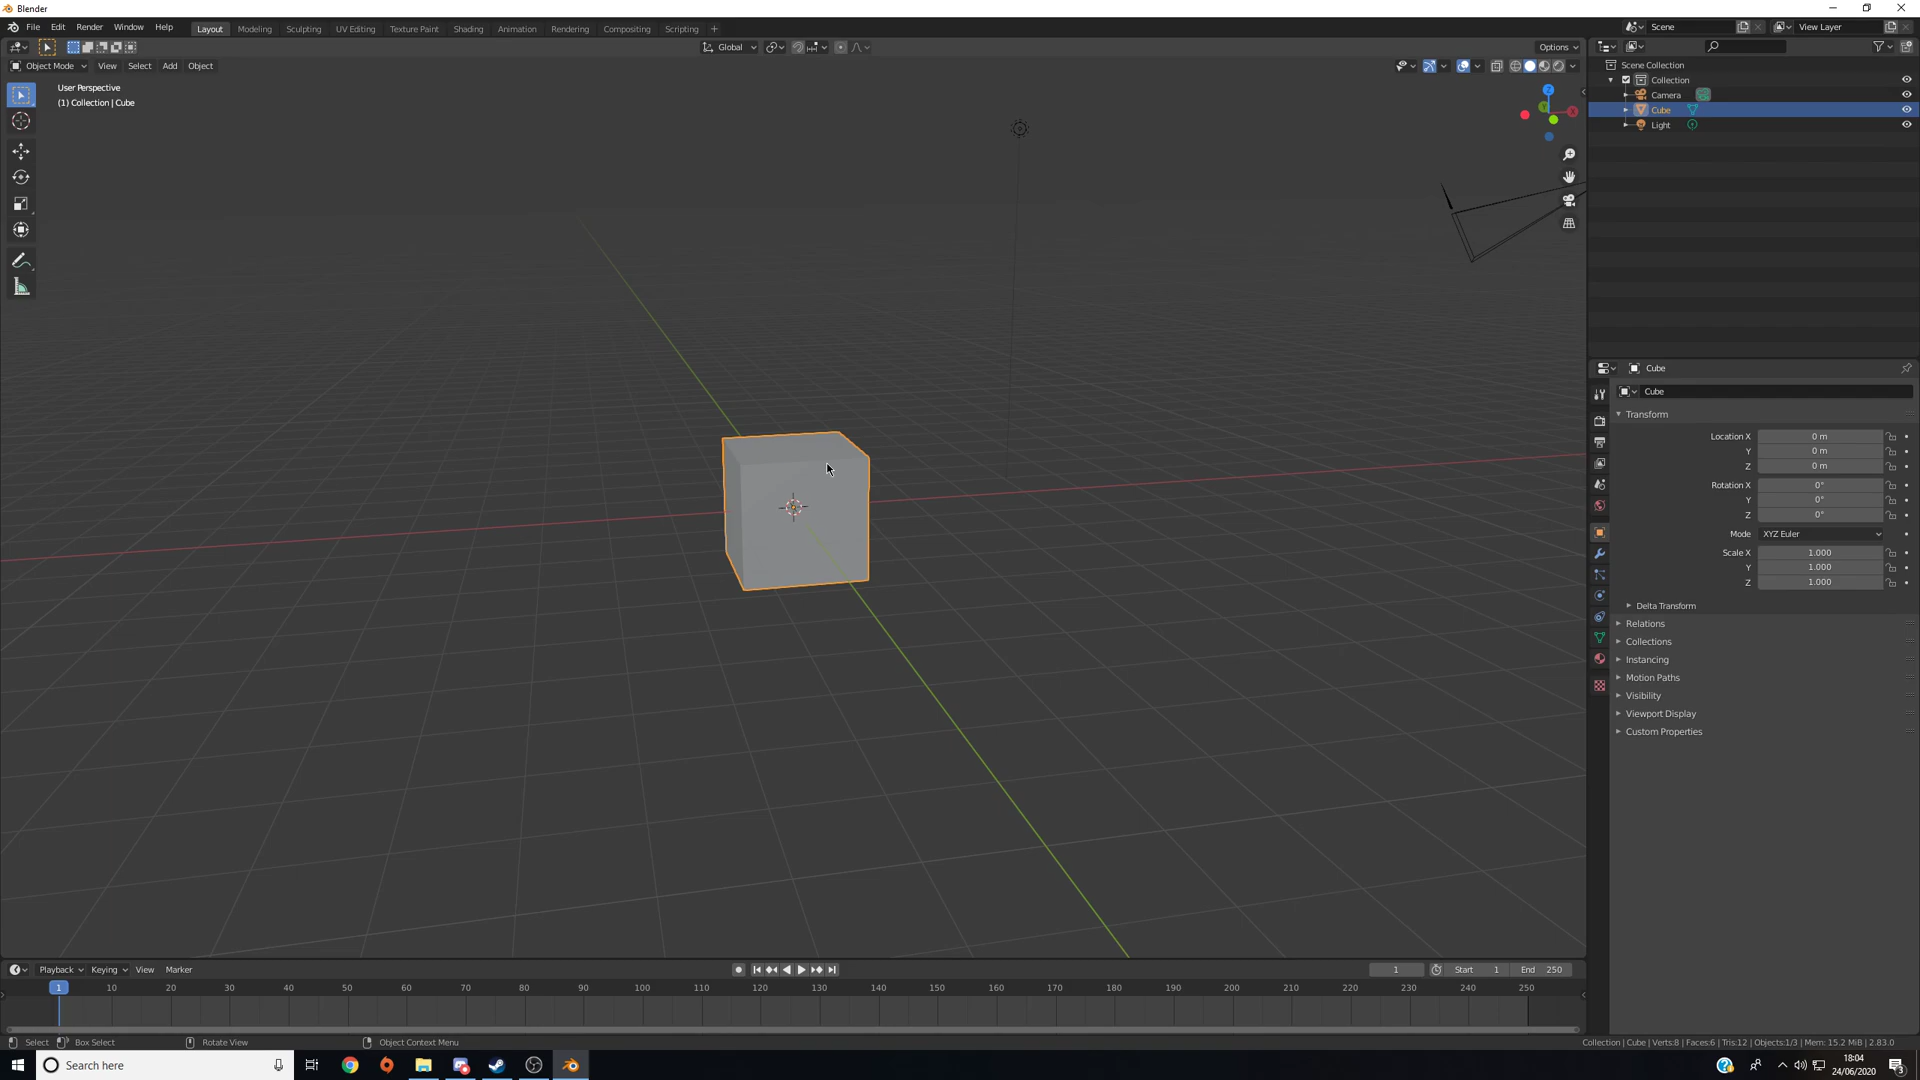 Blender
File Edit Render Window Help Layout Modeling Sculpting UV Editing Texture Paint Shading Animation Rendering Compositing Scripting + Scene View Layer
Global Options
Object Mode View Select Add Object
User Perspective
(1) Collection | Cube
Z
X
Y
Scene Collection
Collection
Camera
Cube
Light
Cube
Cube
Transform
Location X 0 m
Y 0 m
Z 0 m
Rotation X 0°
Y 0°
Z 0°
Mode XYZ Euler
Scale X 1.000
Y 1.000
Z 1.000
Delta Transform
Relations
Collections
Instancing
Motion Paths
Visibility
Viewport Display
Custom Properties
Playback Keying View Marker 1 Start 1 End 250
1 10 20 30 40 50 60 70 80 90 100 110 120 130 140 150 160 170 180 190 200 210 220 230 240 250
Select Box Select Rotate View Object Context Menu Collection | Cube | Verts:8 | Faces:6 | Tris:12 | Objects:1/3 | Mem: 15.2 MiB | 2.83.0
Search here
18:04
24/06/2020
3